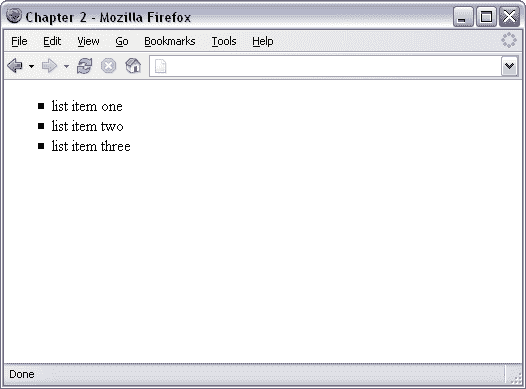 Chapter 2 - Mozilla Firefox
File Edit View Go Bookmarks Tools Help
list item one
list item two
list item three
Done